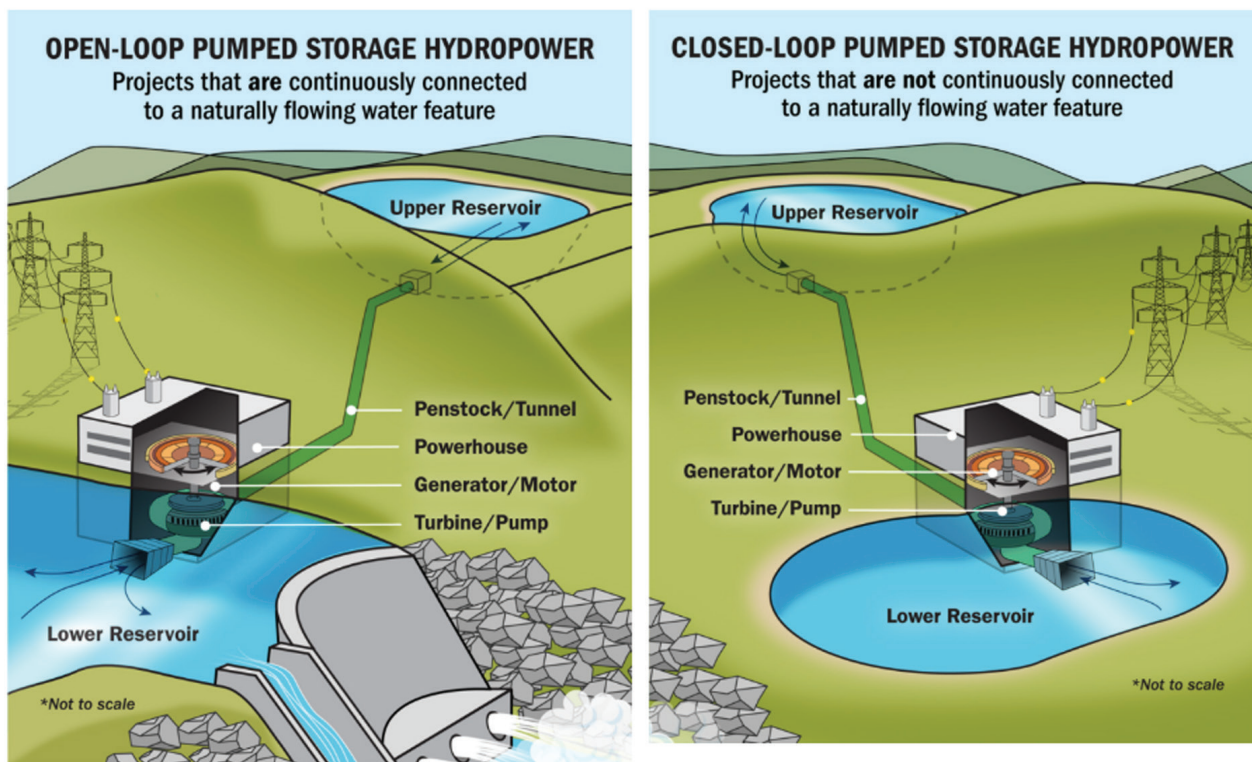 OPEN-LOOP PUMPED STORAGE HYDROPOWER
Projects that are continuously connected
to a naturally flowing water feature
Upper Reservoir
Penstock/Tunnel
Powerhouse
Generator/Motor
Turbine/Pump
Lower Reservoir
*Not to scale
CLOSED-LOOP PUMPED STORAGE HYDROPOWER
Projects that are not continuously connected
to a naturally flowing water feature
Upper Reservoir
Penstock/Tunnel
Powerhouse
Generator/Motor
Turbine/Pump
Lower Reservoir
*Not to scale